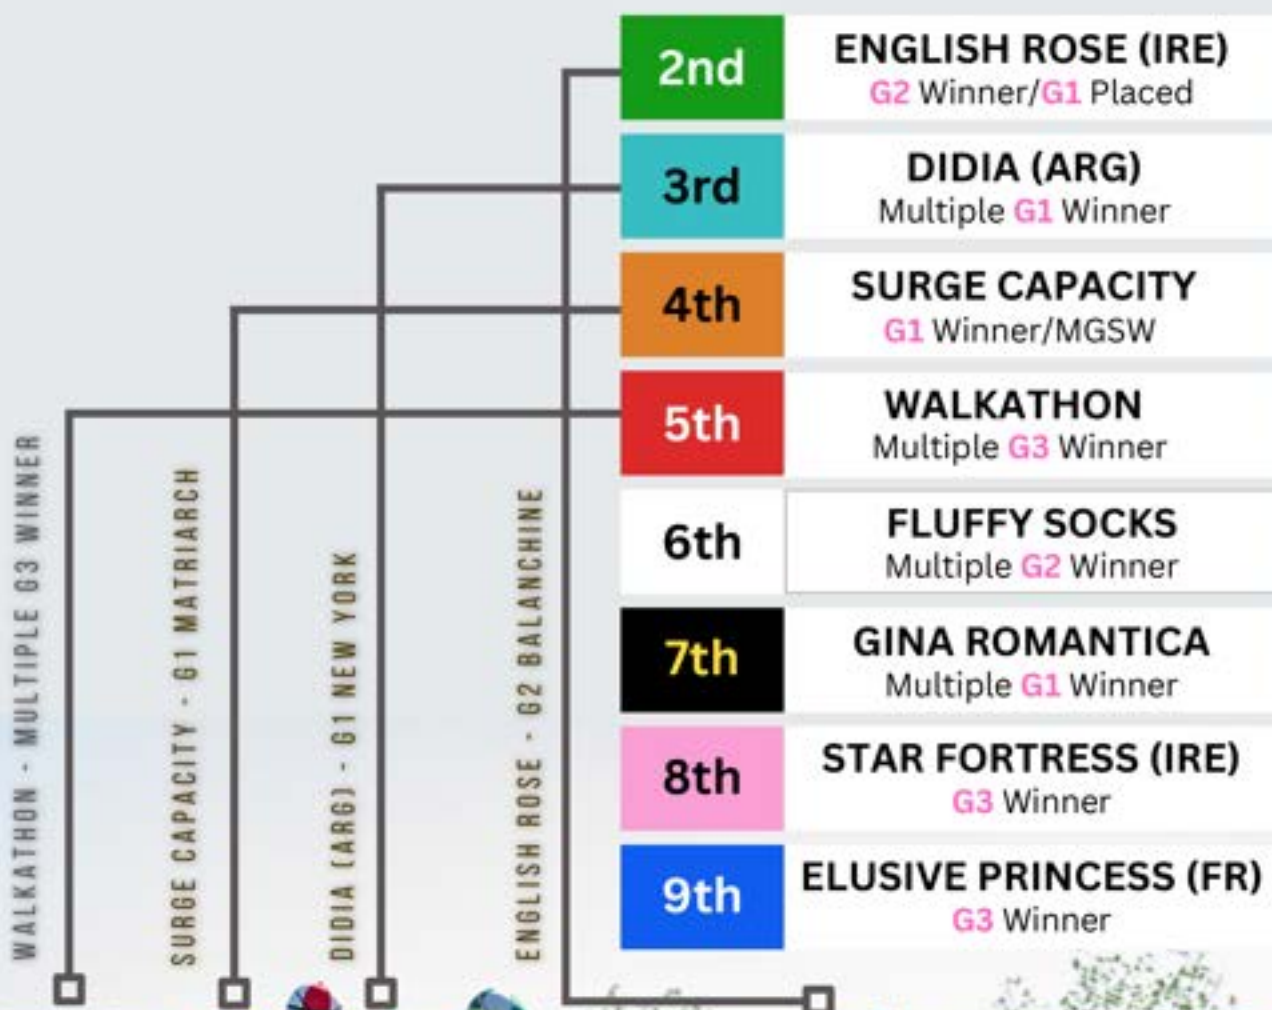 2nd
ENGLISH ROSE (IRE)
G2 Winner/G1 Placed
3rd
DIDIA (ARG)
Multiple G1 Winner
4th
SURGE CAPACITY
G1 Winner/MGSW
5th
WALKATHON
Multiple G3 Winner
6th
FLUFFY SOCKS
Multiple G2 Winner
7th
GINA ROMANTICA
Multiple G1 Winner
8th
STAR FORTRESS (IRE)
G3 Winner
9th
ELUSIVE PRINCESS (FR)
G3 Winner
WALKATHON - MULTIPLE G3 WINNER
SURGE CAPACITY - G1 MATRIARCH
DIDIA (ARG) - G1 NEW YORK
ENGLISH ROSE - G2 BALANCHINE